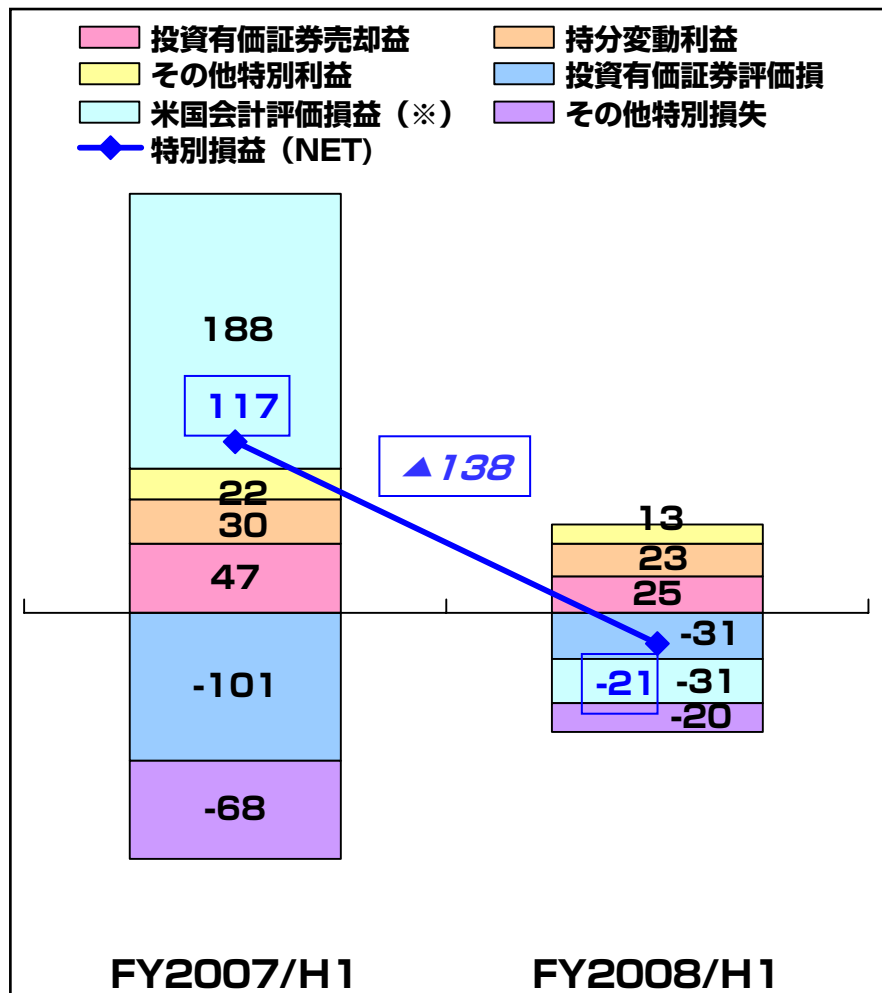 投資有価証券売却益 持分変動利益
その他特別利益 投資有価証券評価損
米国会計評価損益（※） その他特別損失
特別損益（NET）
188
117
▲138
22
30
47
13
23
25
-101
-31
-21 -31
-20
-68
FY2007/H1 FY2008/H1